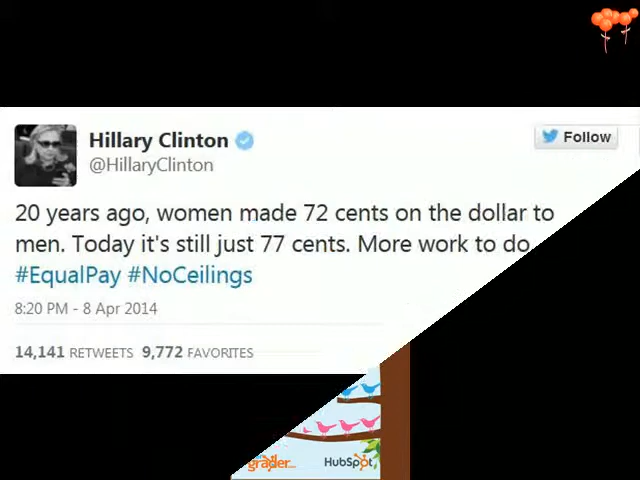 Hillary Clinton
@HillaryClinton
Follow
20 years ago, women made 72 cents on the dollar to
men. Today it's still just 77 cents. More work to do
#EqualPay #NoCeilings
8:20 PM - 8 Apr 2014
14,141 RETWEETS 9,772 FAVORITES
grader...
HubSpot